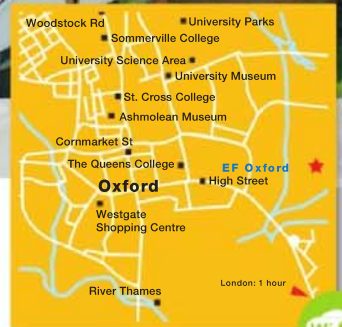 Woodstock Rd
University Parks
Sommerville College
University Science Area
University Museum
St. Cross College
Ashmolean Museum
Cornmarket St
The Queens College
EF Oxford
Oxford
High Street
Westgate
Shopping Centre
London: 1 hour
River Thames